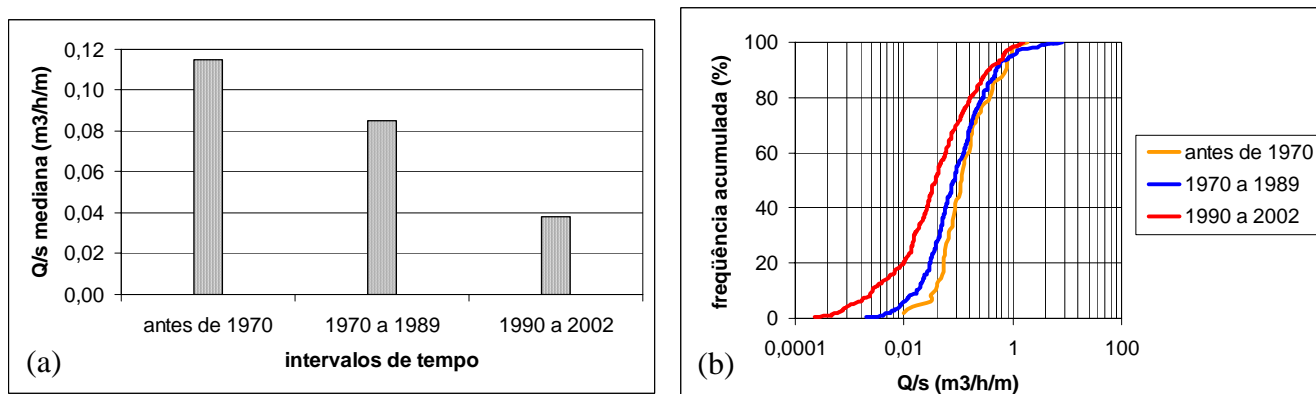 Q/s mediana (m3/h/m)
0,12
0,10
0,08
0,06
0,04
0,02
0,00
antes de 1970
1970 a 1989
1990 a 2002
intervalos de tempo
(a)
freqüência acumulada (%)
100
80
60
40
20
0
0,0001
0,01
1
100
Q/s (m3/h/m)
(b)
antes de 1970
1970 a 1989
1990 a 2002